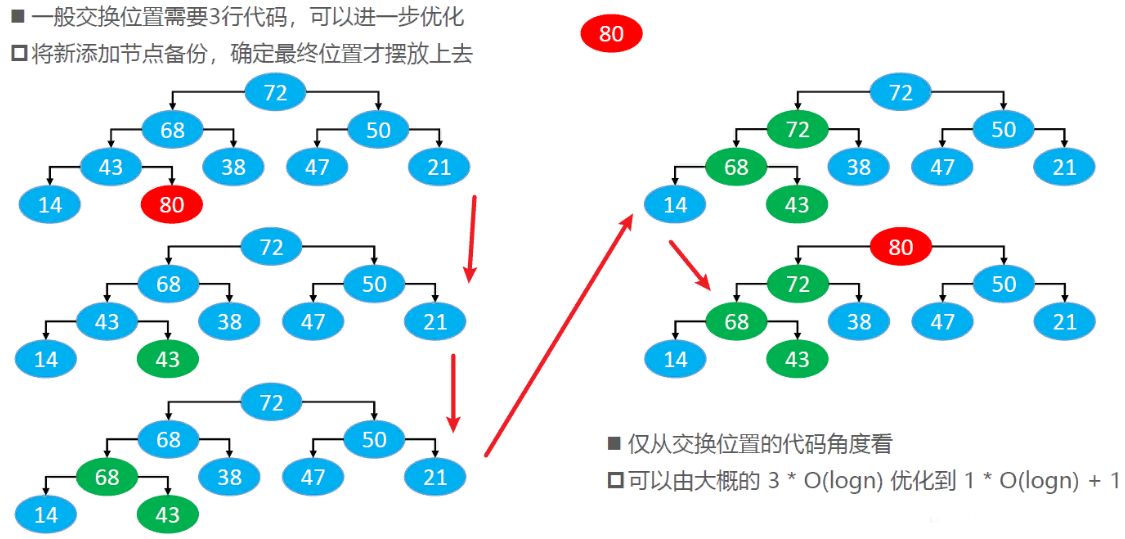 ■ 一般交换位置需要3行代码，可以进一步优化
□ 将新添加节点备份，确定最终位置才摆放上去
72
68 50
43 38 47 21
14 80
72
68 50
43 38 47 21
14 43
72
68 50
68 38 47 21
14 43
80
72
72 50
68 38 47 21
14 43
80
72 50
68 38 47 21
14 43
■ 仅从交换位置的代码角度看
□ 可以由大概的 3 * O(logn) 优化到 1 * O(logn) + 1